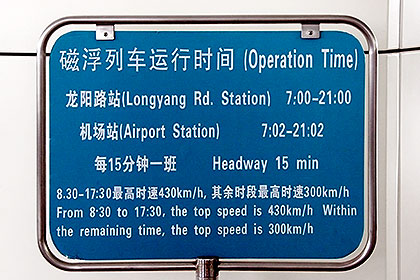 磁浮列车运行时间 (Operation Time)
龙阳路站(Longyang Rd. Station) 7:00-21:00
机场站(Airport Station) 7:02-21:02
每15分钟一班 Headway 15 min
8.30-17:30最高时速430km/h, 其余时段最高时速300km/h
From 8:30 to 17:30, the top speed is 430km/h Within
the remaining time, the top speed is 300km/h